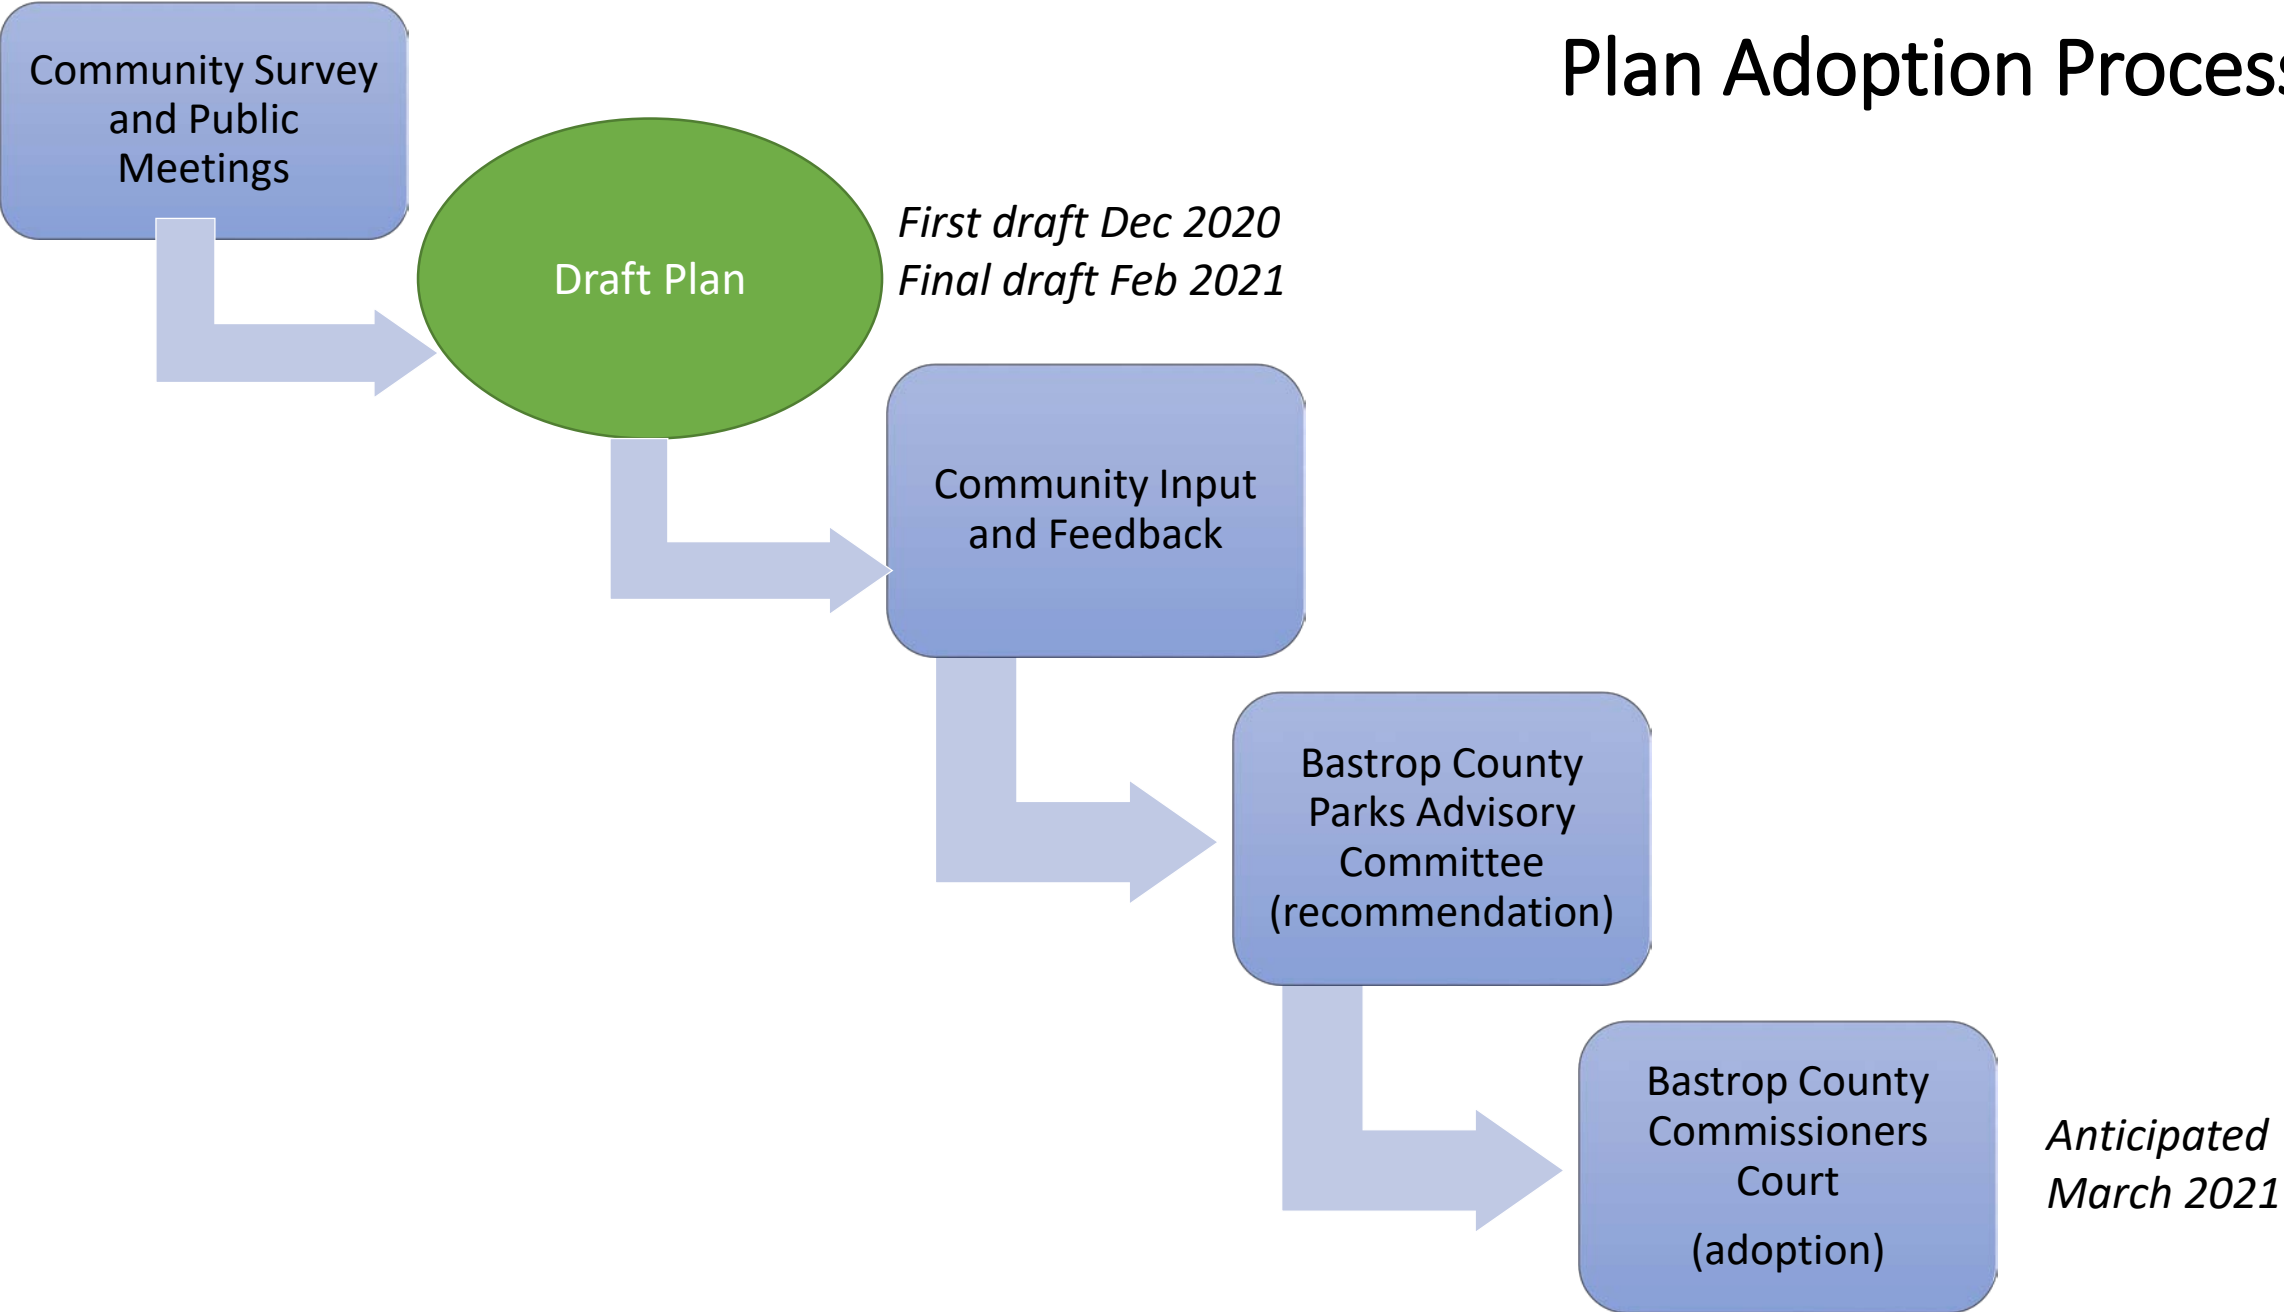 Plan Adoption Process
Community Survey
and Public
Meetings
Draft Plan
First draft Dec 2020
Final draft Feb 2021
Community Input
and Feedback
Bastrop County
Parks Advisory
Committee
(recommendation)
Bastrop County
Commissioners
Court
(adoption)
Anticipated
March 2021